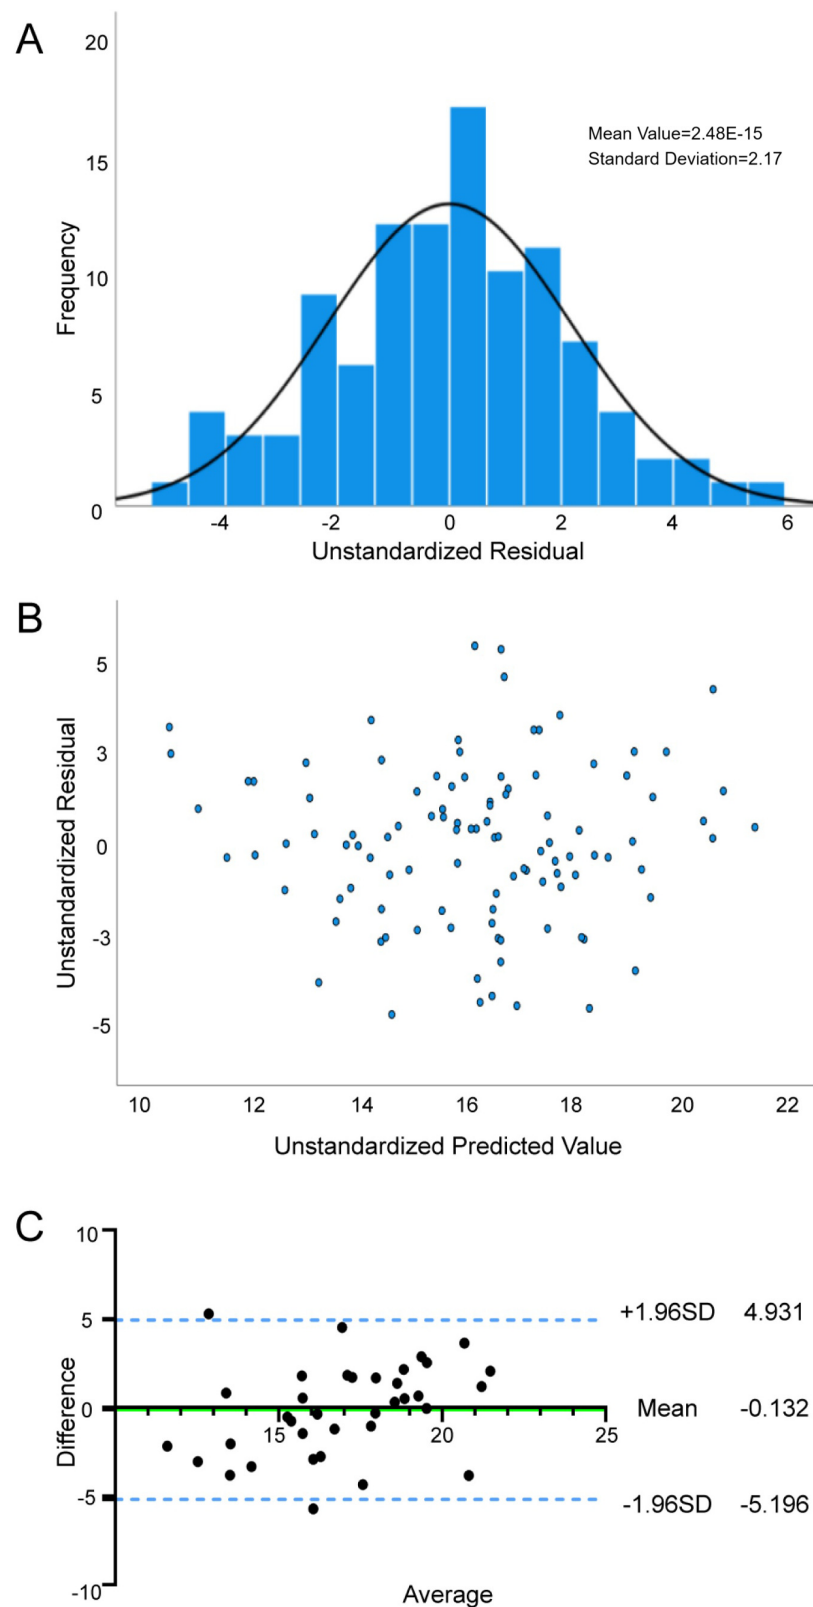 A
20
15
10
5
0
Frequency
Mean Value=2.48E-15
Standard Deviation=2.17
-4 -2 0 2 4 6
Unstandardized Residual
B
5
3
0
-3
-5
Unstandardized Residual
10 12 14 16 18 20 22
Unstandardized Predicted Value
C
10
5
0
-5
-10
Difference
15 20 25
+1.96SD 4.931
Mean -0.132
-1.96SD -5.196
Average